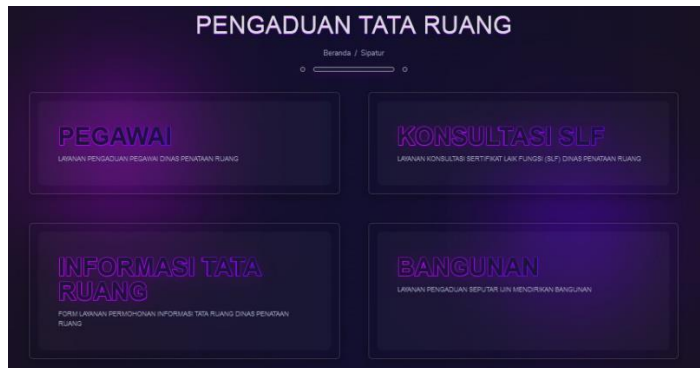 PENGADUAN TATA RUANG
Beranda / Sipatur
PEGAWAI
LAYANAN PENGADUAN PEGAWAI DINAS PENATAAN RUANG
KONSULTASI SLF
LAYANAN KONSULTASI SERTIFIKAT LAIK FUNGSI (SLF) DINAS PENATAAN RUANG
INFORMASI TATA
RUANG
FORM LAYANAN PERMOHONAN INFORMASI TATA RUANG DINAS PENATAAN
RUANG
BANGUNAN
LAYANAN PENGADUAN SEPUTAR IJIN MENDIRIKAN BANGUNAN